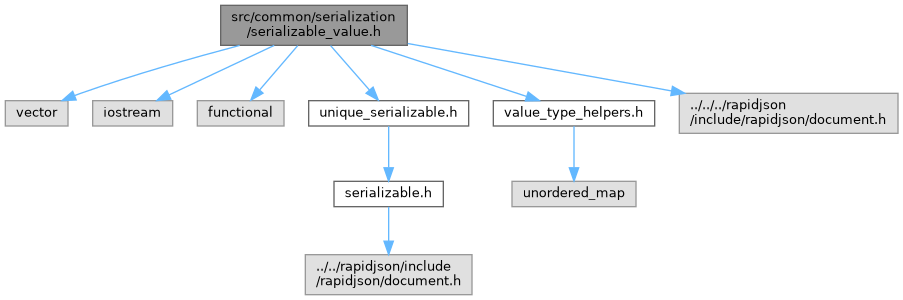 src/common/serialization
/serializable_value.h
vector
iostream
functional
unique_serializable.h
value_type_helpers.h
../../../rapidjson
/include/rapidjson/document.h
serializable.h
unordered_map
../../rapidjson/include
/rapidjson/document.h